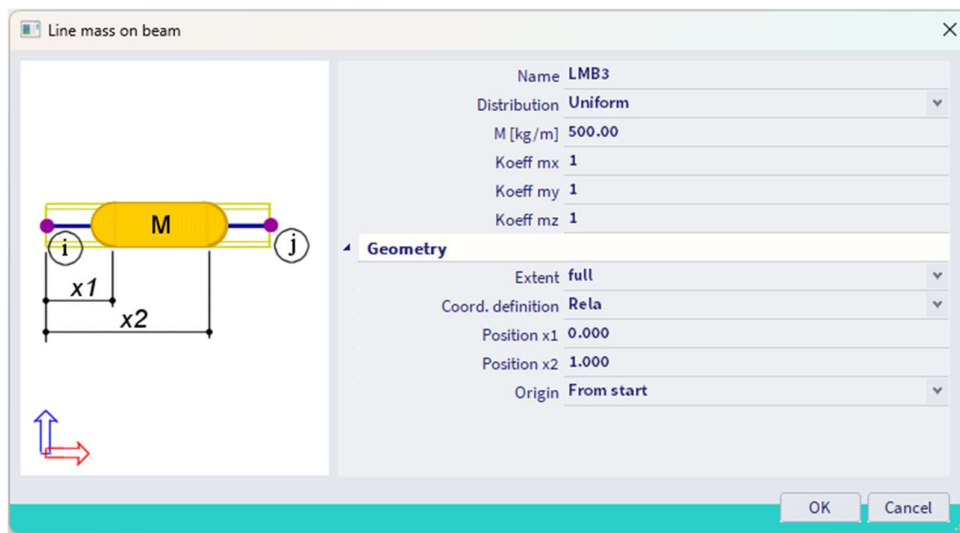 Line mass on beam
Name LMB3
Distribution Uniform
M [kg/m] 500.00
Koeff mx 1
Koeff my 1
Koeff mz 1
Geometry
Extent full
Coord. definition Rela
Position x1 0.000
Position x2 1.000
Origin From start
M
i
j
x1
x2
OK
Cancel